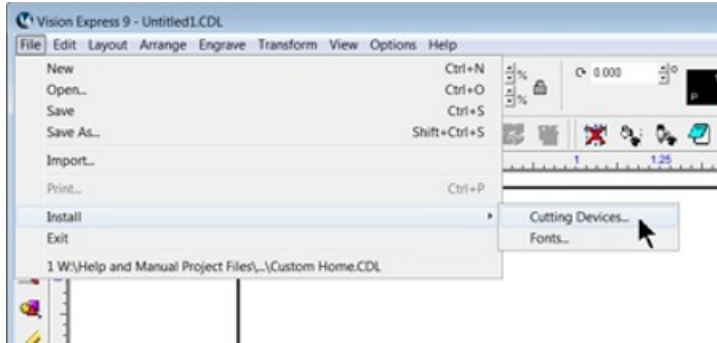 Vision Express 9 - Untitled1.CDL
File Edit Layout Arrange Engrave Transform View Options Help
New Ctrl+N
Open... Ctrl+O
Save Ctrl+S
Save As... Shift+Ctrl+S
Import...
Print... Ctrl+P
Install
Exit
1 W:\Help and Manual Project Files\...\Custom Home.CDL
Cutting Devices...
Fonts...
%
%
0.000 °
P
1 1.25